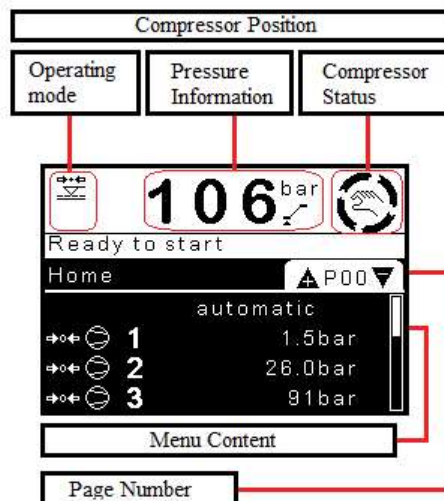 Compressor Position
Operating mode
Pressure Information
Compressor Status
106 bar
Ready to start
Home
P00
automatic
1 1.5bar
2 26.0bar
3 91bar
Menu Content
Page Number